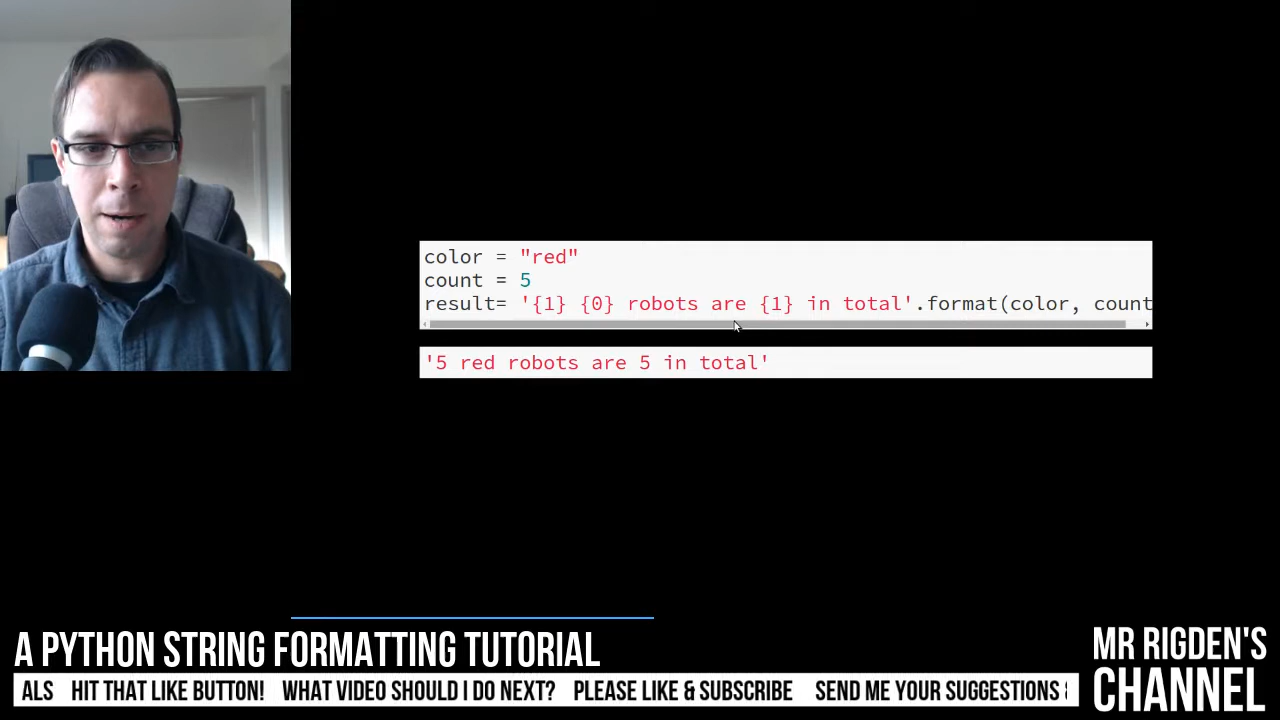 color = "red"
count = 5
result= '{1} {0} robots are {1} in total'.format(color, count
'5 red robots are 5 in total'
A PYTHON STRING FORMATTING TUTORIAL
ALS HIT THAT LIKE BUTTON! WHAT VIDEO SHOULD I DO NEXT? PLEASE LIKE & SUBSCRIBE SEND ME YOUR SUGGESTIONS
MR RIGDEN'S
CHANNEL